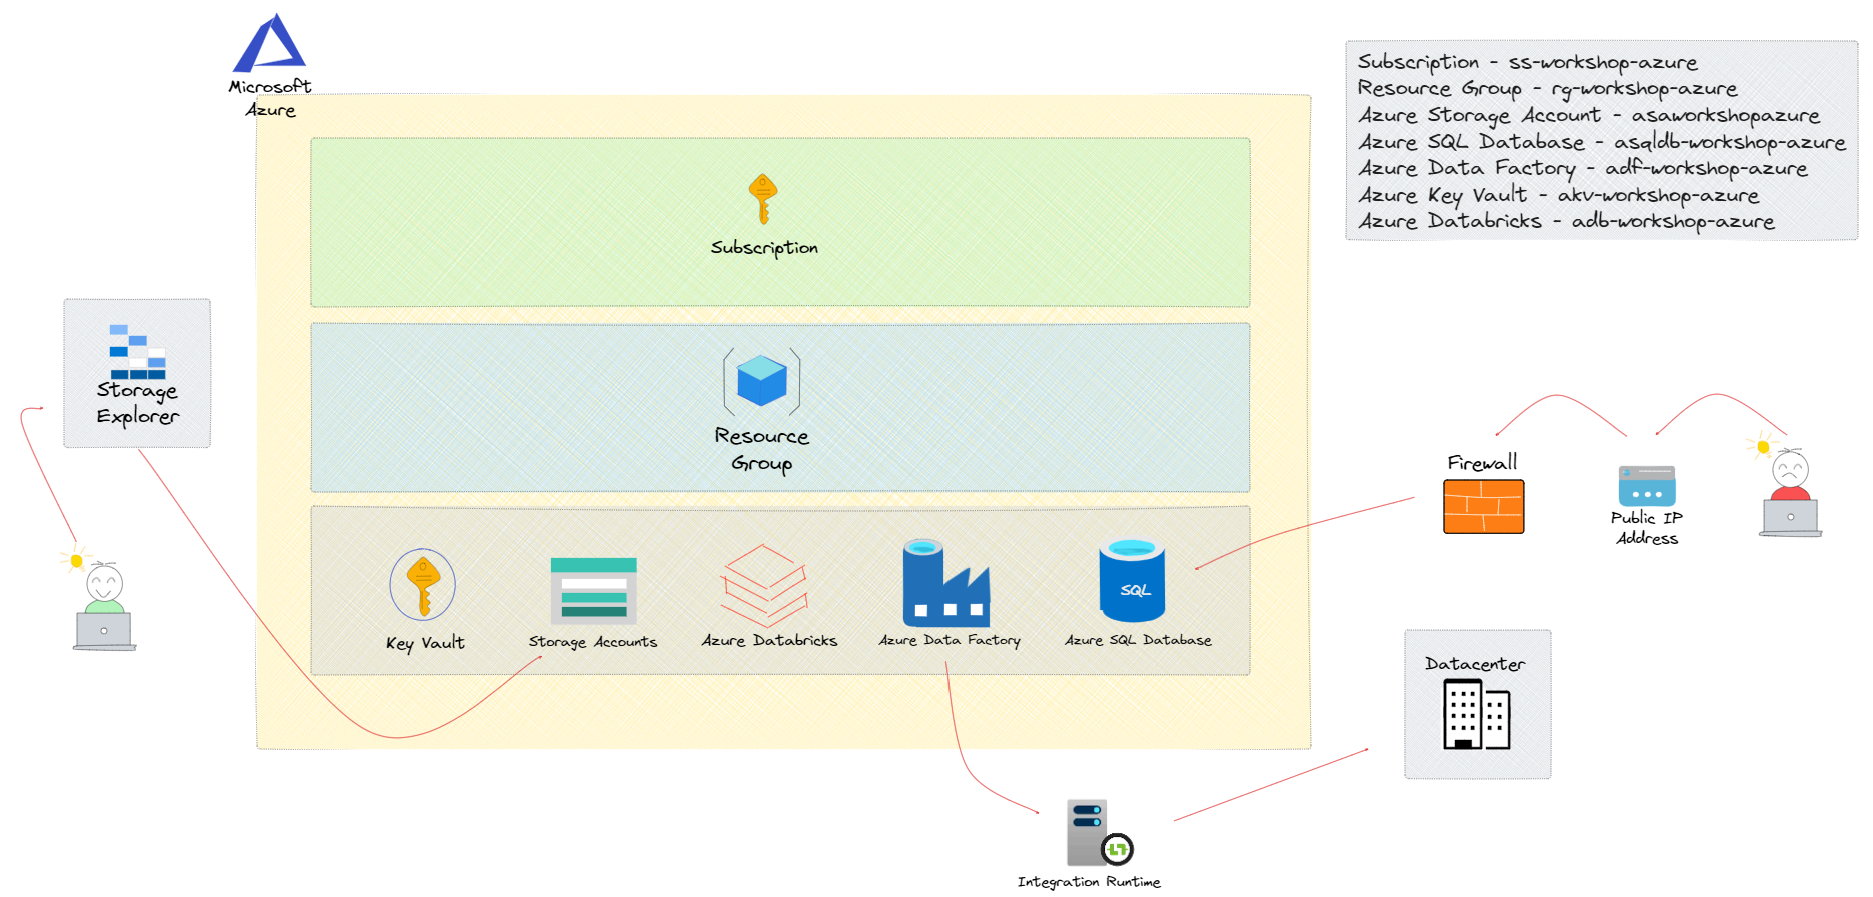 Microsoft
Azure
Subscription - ss-workshop-azure
Resource Group - rg-workshop-azure
Azure Storage Account - asaworkshopazure
Azure SQL Database - asqldb-workshop-azure
Azure Data Factory - adf-workshop-azure
Azure Key Vault - akv-workshop-azure
Azure Databricks - adb-workshop-azure
Subscription
Storage
Explorer
Resource
Group
Firewall
Public IP
Address
Key Vault
Storage Accounts
Azure Databricks
Azure Data Factory
SQL
Azure SQL Database
Datacenter
Integration Runtime